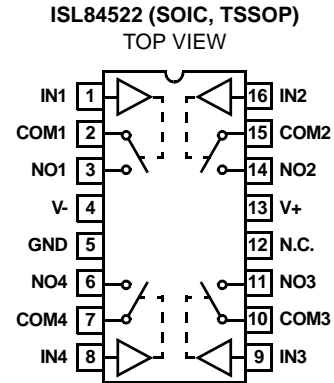 ISL84522 (SOIC, TSSOP)
TOP VIEW
IN1 1 16 IN2
COM1 2 15 COM2
NO1 3 14 NO2
V- 4 13 V+
GND 5 12 N.C.
NO4 6 11 NO3
COM4 7 10 COM3
IN4 8 9 IN3